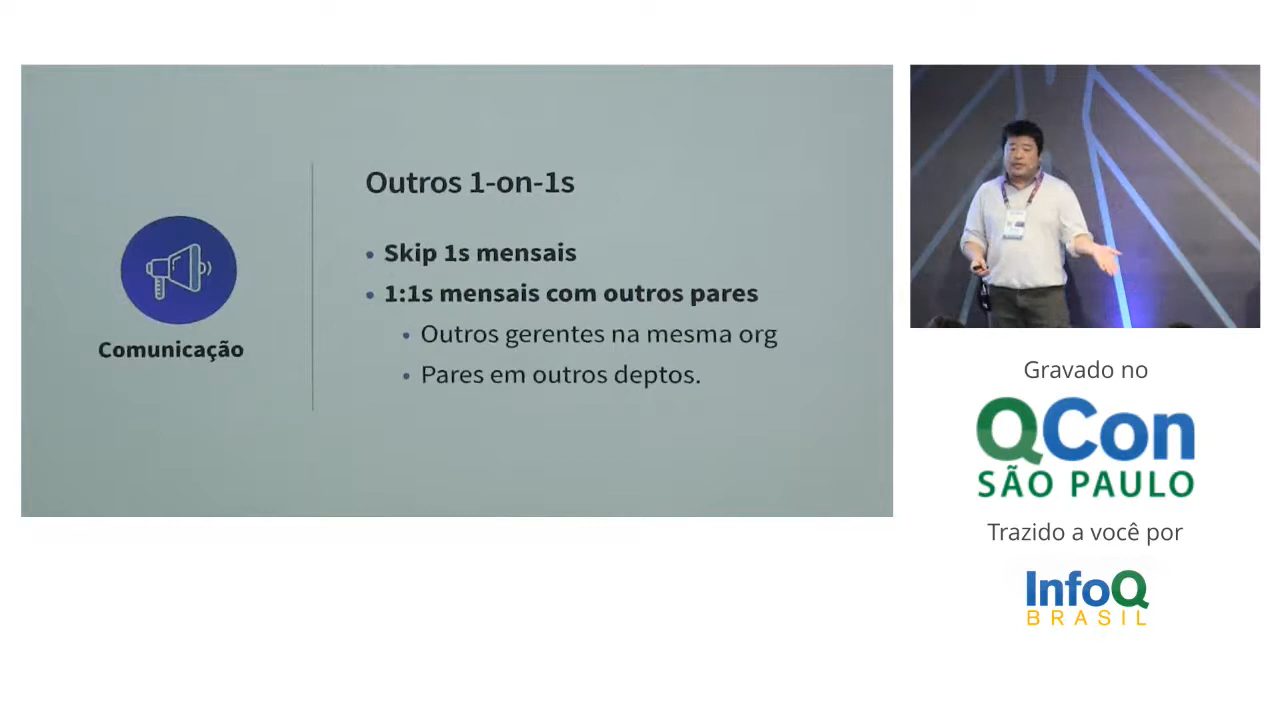 Outros 1-on-1s
• Skip 1s mensais
• 1:1s mensais com outros pares
• Outros gerentes na mesma org
• Pares em outros deptos.
Comunicação
Gravado no
QCon
SÃO PAULO
Trazido a você por
InfoQ
BRASIL